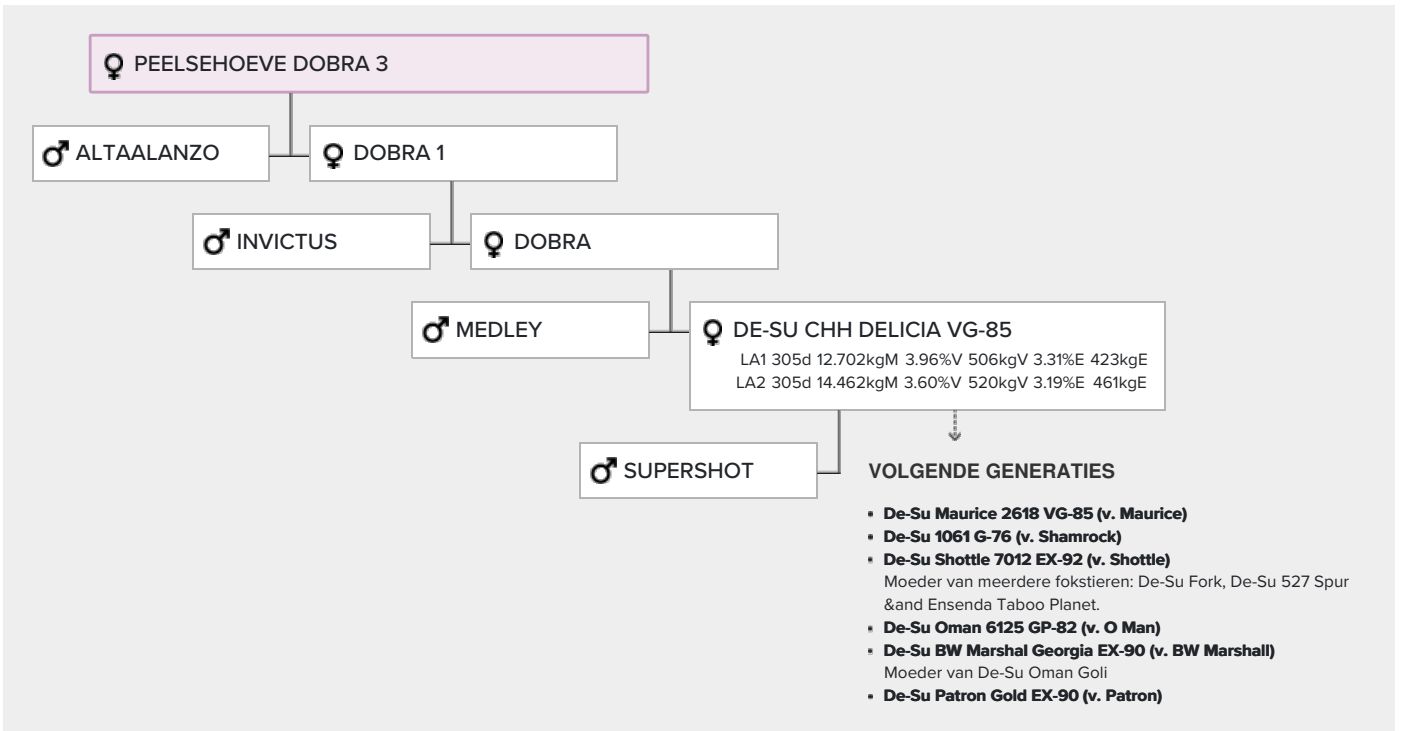 PEELSEHOEVE DOBRA 3
ALTAALANZO
DOBRA 1
INVICTUS
DOBRA
MEDLEY
DE-SU CHH DELICIA VG-85
LA1 305d 12.702kgM 3.96%V 506kgV 3.31%E 423kgE
LA2 305d 14.462kgM 3.60%V 520kgV 3.19%E 461kgE
SUPERSHOT
VOLGENDE GENERATIES
De-Su Maurice 2618 VG-85 (v. Maurice)
De-Su 1061 G-76 (v. Shamrock)
De-Su Shottle 7012 EX-92 (v. Shottle)
Moeder van meerdere fokstieren: De-Su Fork, De-Su 527 Spur
&and Ensenda Taboo Planet.
De-Su Oman 6125 GP-82 (v. O Man)
De-Su BW Marshal Georgia EX-90 (v. BW Marshall)
Moeder van De-Su Oman Goli
De-Su Patron Gold EX-90 (v. Patron)